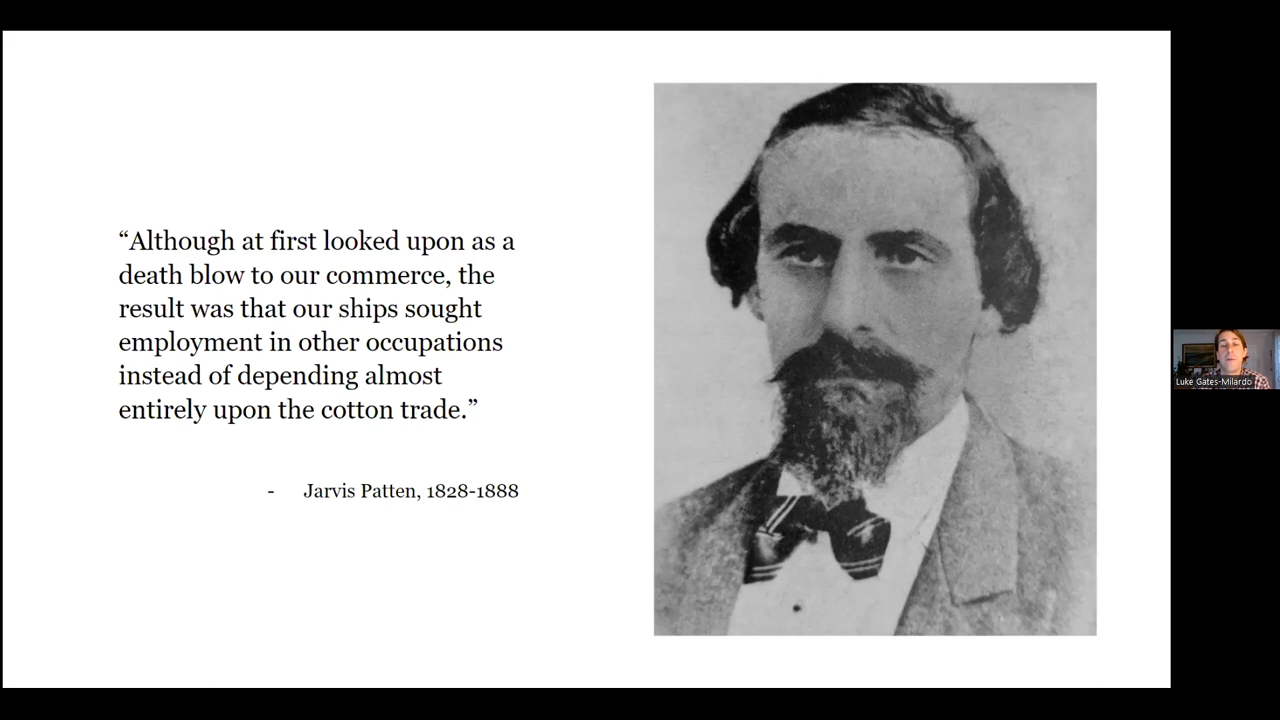 “Although at first looked upon as a
death blow to our commerce, the
result was that our ships sought
employment in other occupations
instead of depending almost
entirely upon the cotton trade.”
- Jarvis Patten, 1828-1888
Luke Gates-Milardo